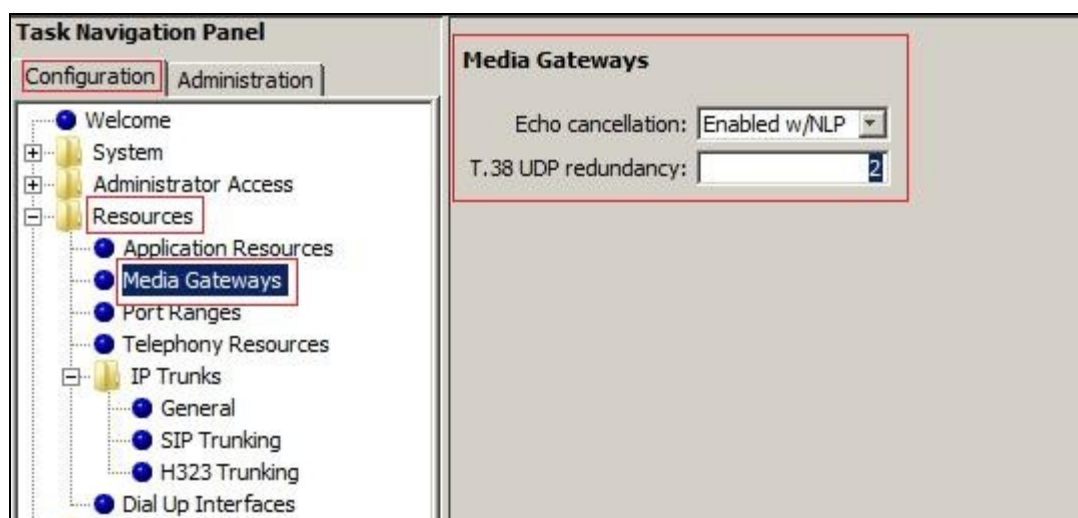 Task Navigation Panel
Configuration
Administration
Welcome
System
Administrator Access
Resources
Application Resources
Media Gateways
Port Ranges
Telephony Resources
IP Trunks
General
SIP Trunking
H323 Trunking
Dial Up Interfaces
Media Gateways
Echo cancellation: Enabled w/NLP
T.38 UDP redundancy: 2